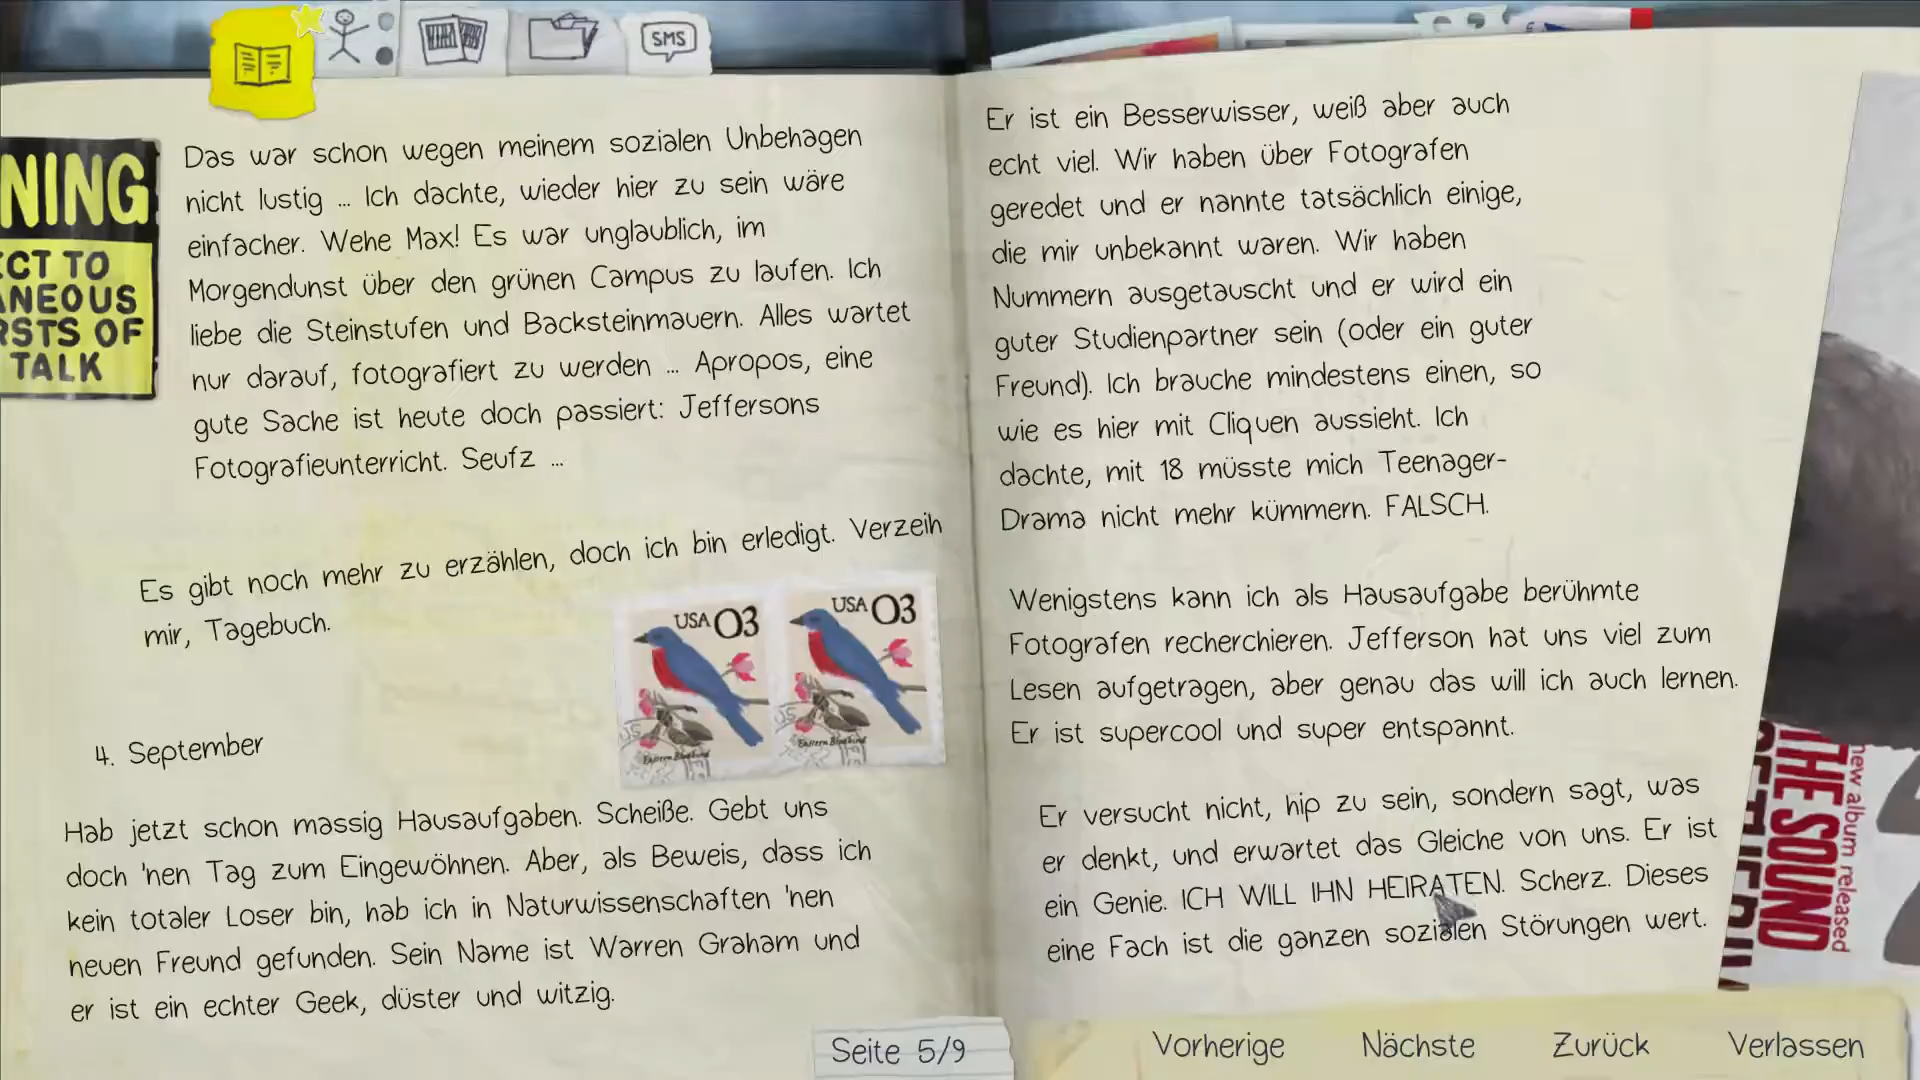 SMS
NING
CT TO
ANEOUS
RSTS OF
TALK
Das war schon wegen meinem sozialen Unbehagen
nicht lustig ... Ich dachte, wieder hier zu sein wäre
einfacher. Wehe Max! Es war unglaublich, im
Morgendunst über den grünen Campus zu laufen. Ich
liebe die Steinstufen und Backsteinmauern. Alles wartet
nur darauf, fotografiert zu werden ... Apropos, eine
gute Sache ist heute doch passiert: Jeffersons
Fotografieunterricht. Seufz ...
Es gibt noch mehr zu erzählen, doch ich bin erledigt. Verzeih
mir, Tagebuch.
USA 03
USA 03
Eastern Bluebird
Eastern Bluebird
4. September
Hab jetzt schon massig Hausaufgaben. Scheiße. Gebt uns
doch 'nen Tag zum Eingewöhnen. Aber, als Beweis, dass ich
kein totaler Loser bin, hab ich in Naturwissenschaften 'nen
neuen Freund gefunden. Sein Name ist Warren Graham und
er ist ein echter Geek, düster und witzig.
Er ist ein Besserwisser, weiß aber auch
echt viel. Wir haben über Fotografen
geredet und er nannte tatsächlich einige,
die mir unbekannt waren. Wir haben
Nummern ausgetauscht und er wird ein
guter Studienpartner sein (oder ein guter
Freund). Ich brauche mindestens einen, so
wie es hier mit Cliquen aussieht. Ich
dachte, mit 18 müsste mich Teenager-
Drama nicht mehr kümmern. FALSCH.
Wenigstens kann ich als Hausaufgabe berühmte
Fotografen recherchieren. Jefferson hat uns viel zum
Lesen aufgetragen, aber genau das will ich auch lernen.
Er ist supercool und super entspannt.
Er versucht nicht, hip zu sein, sondern sagt, was
er denkt, und erwartet das Gleiche von uns. Er ist
ein Genie. ICH WILL IHN HEIRATEN. Scherz. Dieses
eine Fach ist die ganzen sozialen Störungen wert.
new album released
THE SOUND
Seite 5/9
Vorherige
Nächste
Zurück
Verlassen